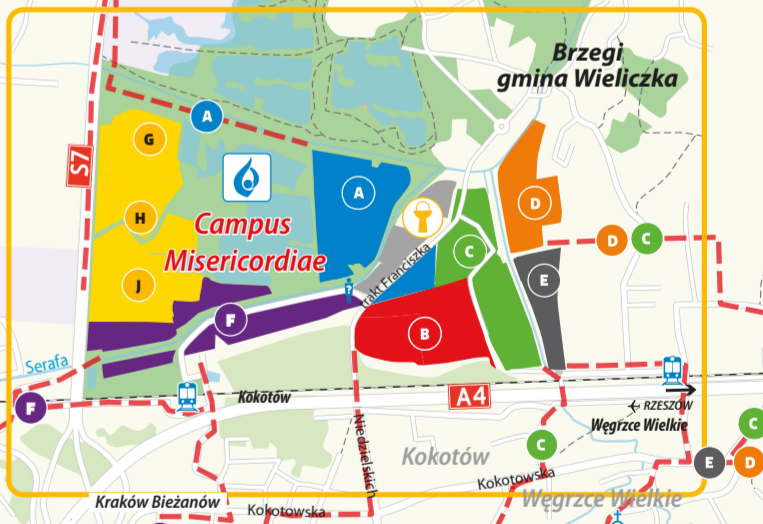 Brzegi
gmina Wieliczka
A
G
S7
A
D
H
Campus
Misericordiae
C
D
C
J
E
trakt Franciszka
?
F
B
Serafa
F
Kokotów
A4
RZESZÓW
Węgrzce Wielkie
Niedzielskich
C
C
Kokotów
E
D
Kokotowska
Kraków Bieżanów
Kokotowska
Węgrzce Wielkie